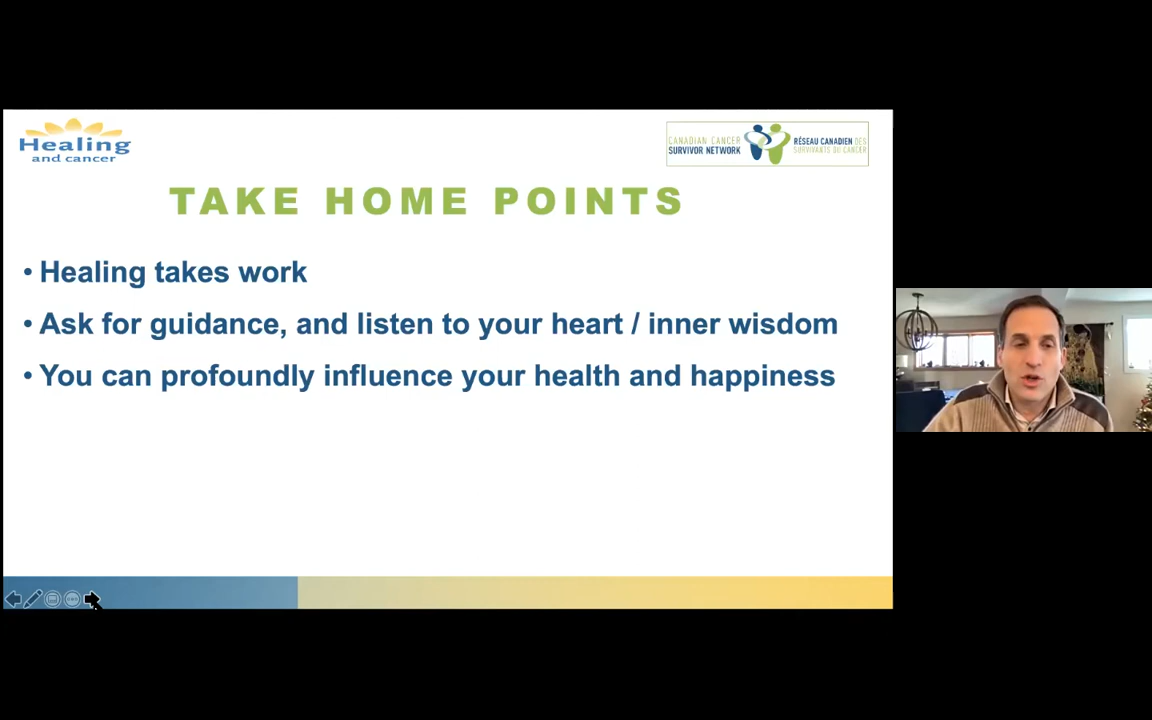 Healing
and cancer
CANADIAN CANCER
SURVIVOR NETWORK
RÉSEAU CANADIEN DES
SURVIVANTS DU CANCER
TAKE HOME POINTS
• Healing takes work
• Ask for guidance, and listen to your heart / inner wisdom
• You can profoundly influence your health and happiness